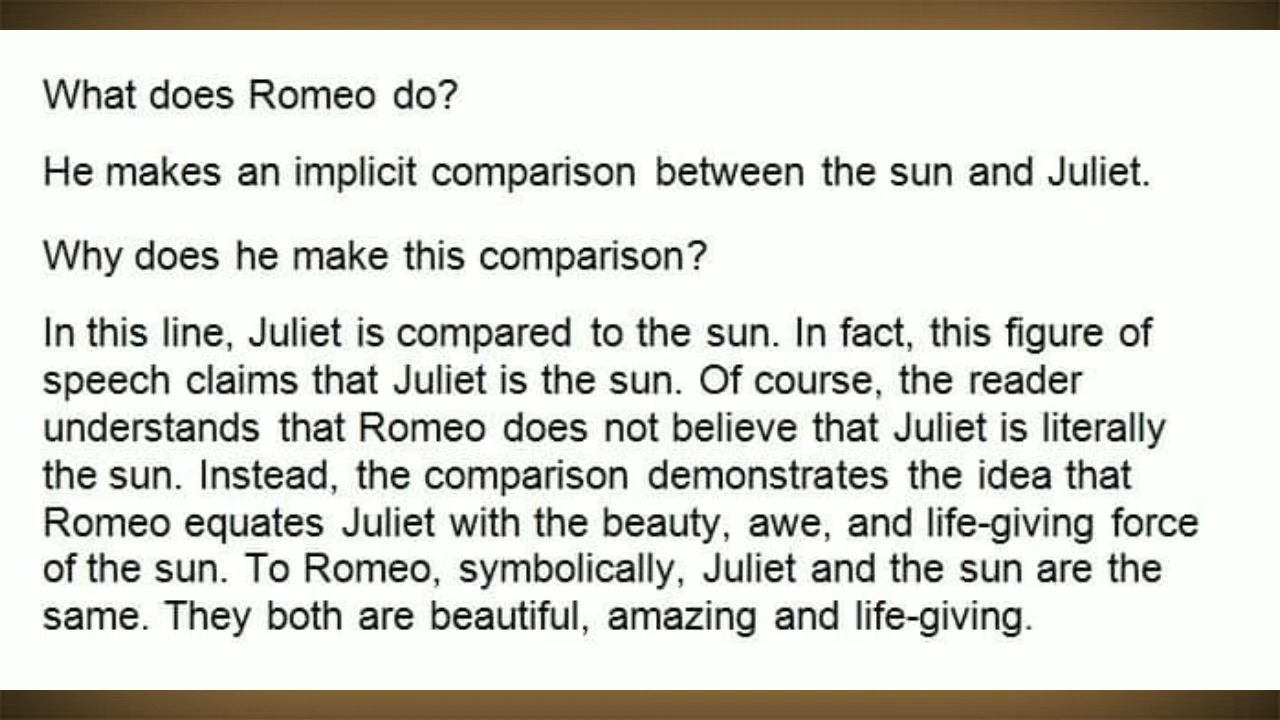 What does Romeo do?
He makes an implicit comparison between the sun and Juliet.
Why does he make this comparison?
In this line, Juliet is compared to the sun. In fact, this figure of
speech claims that Juliet is the sun. Of course, the reader
understands that Romeo does not believe that Juliet is literally
the sun. Instead, the comparison demonstrates the idea that
Romeo equates Juliet with the beauty, awe, and life-giving force
of the sun. To Romeo, symbolically, Juliet and the sun are the
same. They both are beautiful, amazing and life-giving.